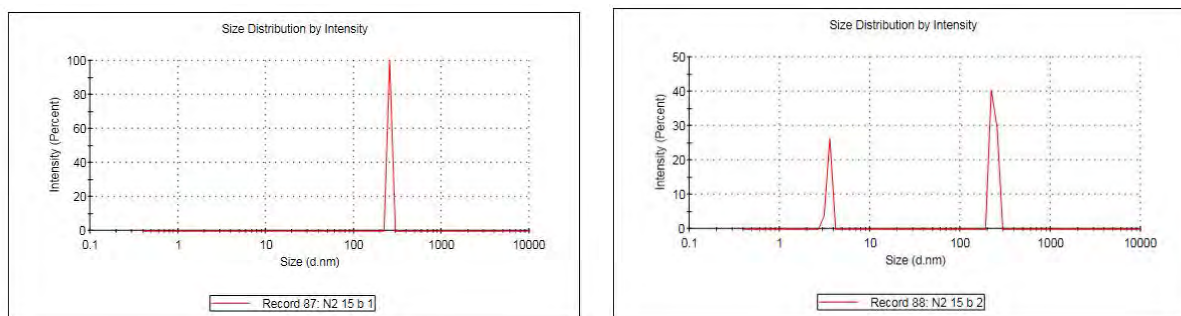 Size Distribution by Intensity
100
80
60
40
20
0
Intensity (Percent)
0.1 1 10 100 1000 10000
Size (d.nm)
Record 87: N2 15 b 1
Size Distribution by Intensity
50
40
30
20
10
0
Intensity (Percent)
0.1 1 10 100 1000 10000
Size (d.nm)
Record 88: N2 15 b 2